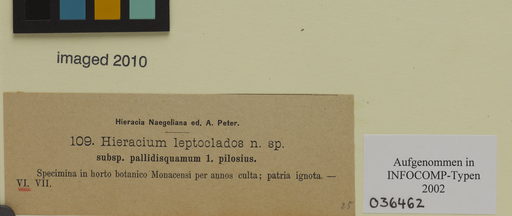 imaged 2010
Hieracia Naegeliana ed. A. Peter.
109. Hieracium leptoclados n. sp.
subsp. pallidisquamum 1. pilosius.
Specimina in horto botanico Monacensi per annos culta; patria ignota. —
VI. VII.
25
Aufgenommen in
INFOCOMP-Typen
2002
036462